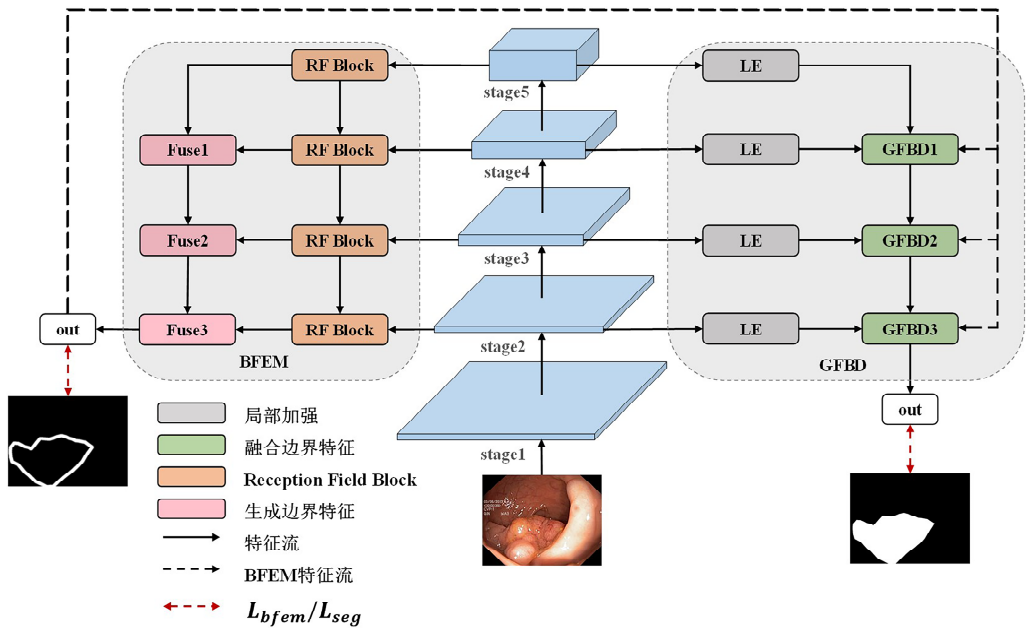 RF Block
LE
stage5
Fuse1
RF Block
LE
GFBD1
stage4
Fuse2
RF Block
LE
GFBD2
stage3
out
Fuse3
RF Block
LE
GFBD3
stage2
BFEM
GFBD
out
局部加强
融合边界特征
stage1
Reception Field Block
生成边界特征
特征流
BFEM特征流
L_bfem/L_seg